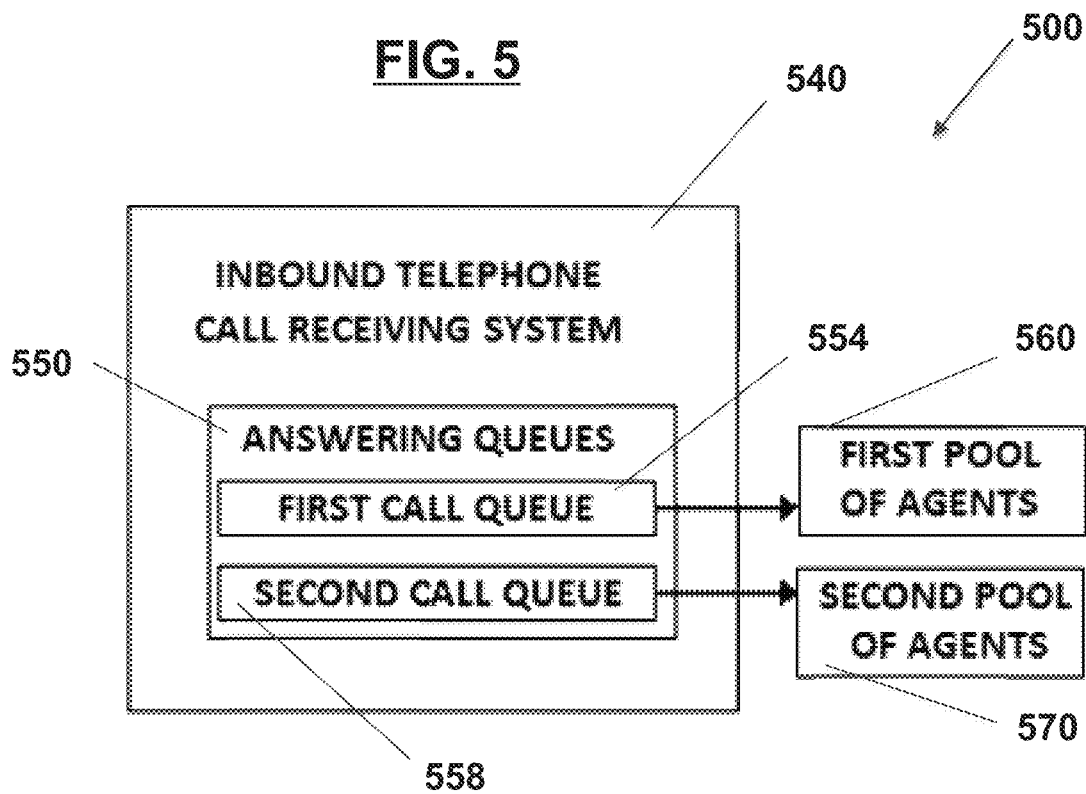 FIG. 5
500
540
INBOUND TELEPHONE
CALL RECEIVING SYSTEM
550
554
560
ANSWERING QUEUES
FIRST CALL QUEUE
FIRST POOL
OF AGENTS
SECOND CALL QUEUE
SECOND POOL
OF AGENTS
558
570